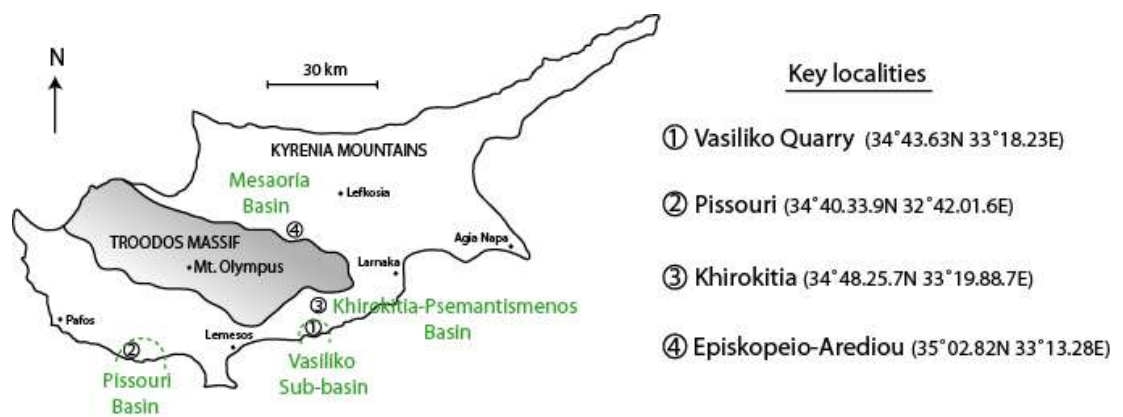 N
30 km
KYRENIA MOUNTAINS
Mesaoria
Basin
Lefkosia
④
TROODOS MASSIF
Mt. Olympus
Agia Napa
Larnaka
③ Khirokitia-Psemantismenos
Basin
Pafos
Lemesos
①
②
Vasiliko
Sub-basin
Pissouri
Basin
Key localities
① Vasiliko Quarry (34°43.63N 33°18.23E)
② Pissouri (34°40.33.9N 32°42.01.6E)
③ Khirokitia (34°48.25.7N 33°19.88.7E)
④ Episkopeio-Arediou (35°02.82N 33°13.28E)